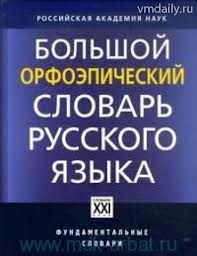 vmdaily.ru
РОССИЙСКАЯ АКАДЕМИЯ НАУК
БОЛЬШОЙ
ОРФОЭПИЧЕСКИЙ
СЛОВАРЬ
РУССКОГО
ЯЗЫКА
СЛОВАРИ
XXI
ФУНДАМЕНТАЛЬНЫЕ
СЛОВАРИ